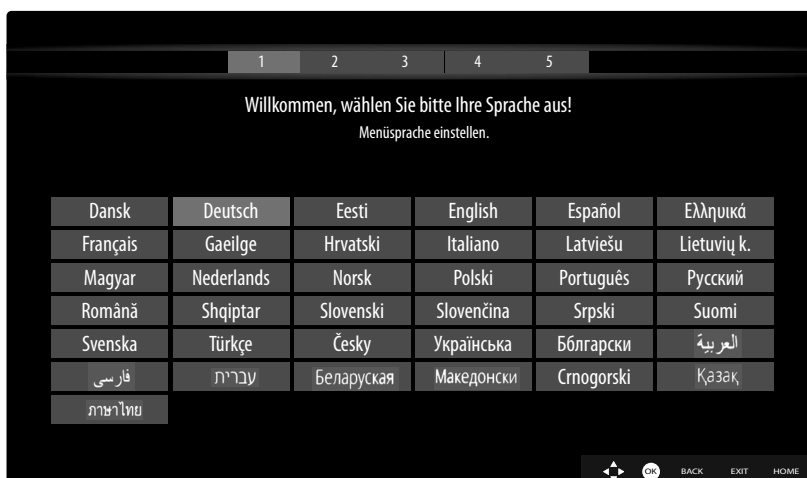 1 2 3 4 5
Willkommen, wählen Sie bitte Ihre Sprache aus!
Menüsprache einstellen.
Dansk Deutsch Eesti English Español Ελληυικά
Français Gaeilge Hrvatski Italiano Latviešu Lietuvių k.
Magyar Nederlands Norsk Polski Português Русский
Română Shqiptar Slovenski Slovenčina Srpski Suomi
Svenska Türkçe Česky Українська Бблгарски العربية
فارسی עברית Беларуская Македонски Crnogorski Қазақ
ภาษาไทย
OK BACK EXIT HOME